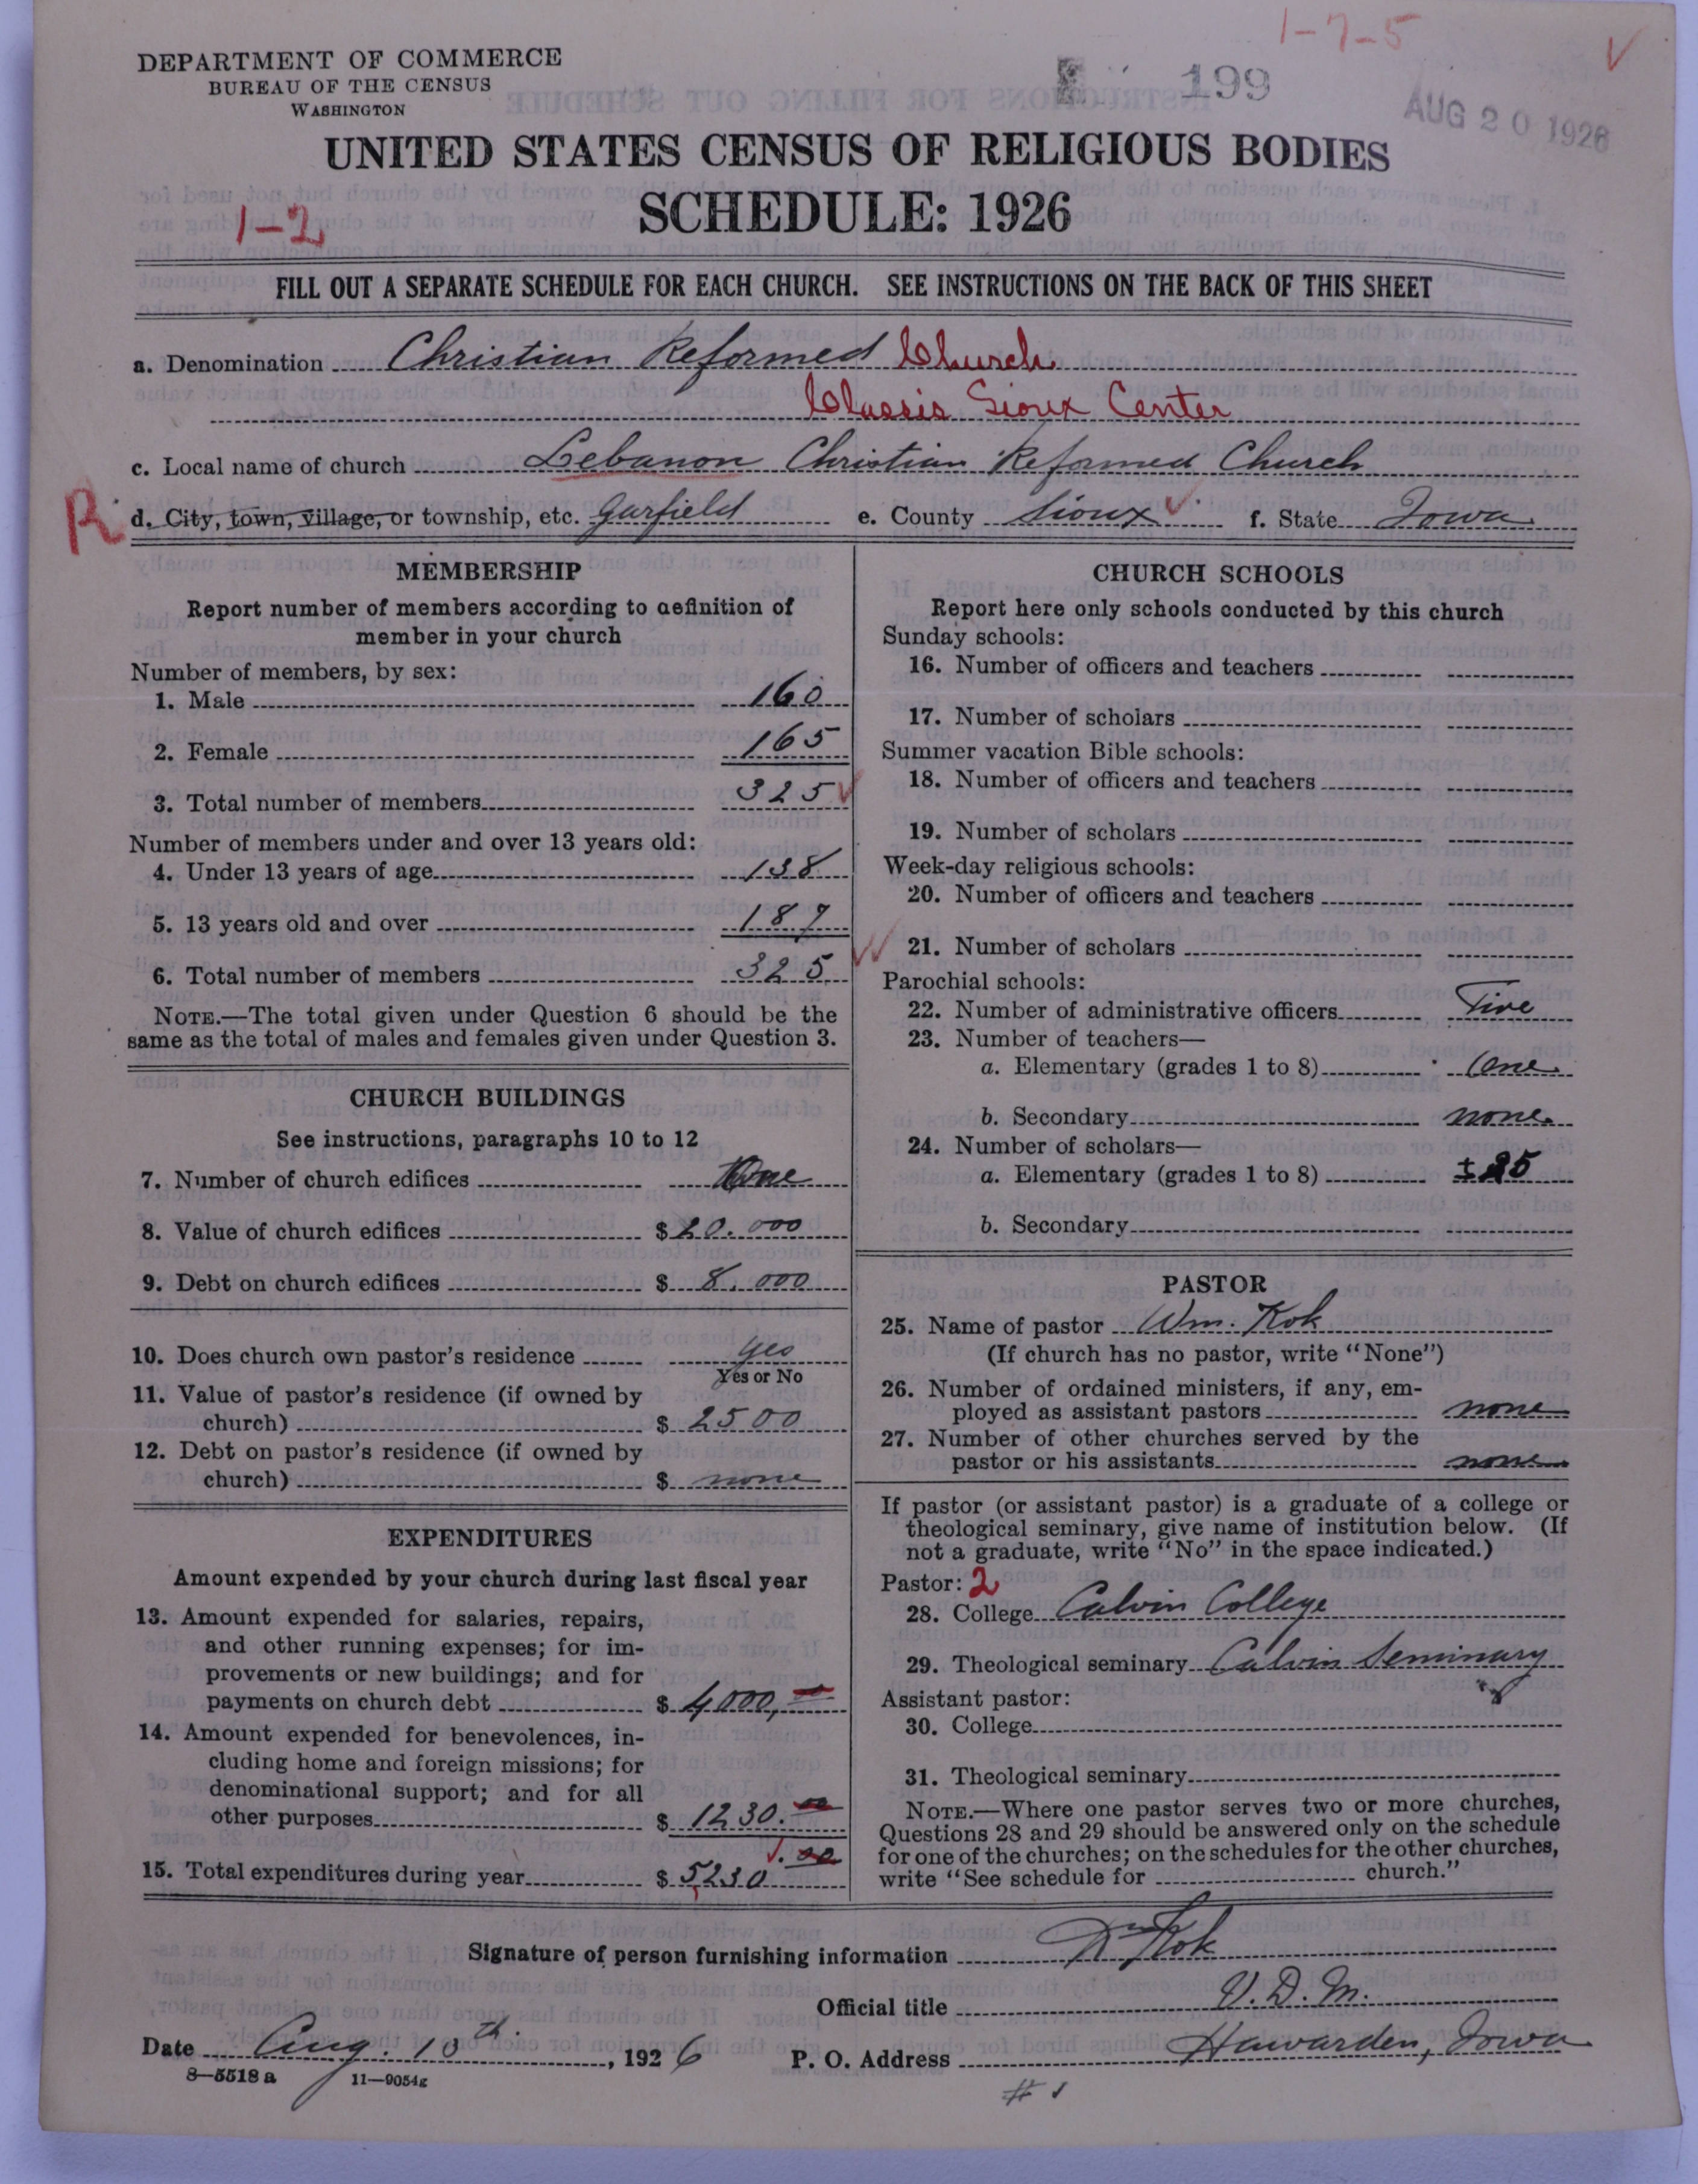 1-7-5
DEPARTMENT OF COMMERCE
BUREAU OF THE CENSUS
WASHINGTON
199
AUG 20 1926
UNITED STATES CENSUS OF RELIGIOUS BODIES
SCHEDULE: 1926
1-2
FILL OUT A SEPARATE SCHEDULE FOR EACH CHURCH. SEE INSTRUCTIONS ON THE BACK OF THIS SHEET
a. Denomination Christian Reformed Church
Classis Sioux Center
c. Local name of church Lebanon Christian Reformed Church
R d. City, town, village, or township, etc. Garfield e. County Sioux f. State Iowa
MEMBERSHIP
Report number of members according to definition of
member in your church
Number of members, by sex:
1. Male 160
2. Female 165
3. Total number of members 325
Number of members under and over 13 years old:
4. Under 13 years of age 138
5. 13 years old and over 187
6. Total number of members 325
NOTE.—The total given under Question 6 should be the
same as the total of males and females given under Question 3.
CHURCH BUILDINGS
See instructions, paragraphs 10 to 12
7. Number of church edifices One
8. Value of church edifices $ 20.000
9. Debt on church edifices $ 8.000
10. Does church own pastor's residence yes
Yes or No
11. Value of pastor's residence (if owned by
church) $ 2500
12. Debt on pastor's residence (if owned by
church) $ none
EXPENDITURES
Amount expended by your church during last fiscal year
13. Amount expended for salaries, repairs,
and other running expenses; for im-
provements or new buildings; and for
payments on church debt $ 4000,00
14. Amount expended for benevolences, in-
cluding home and foreign missions; for
denominational support; and for all
other purposes $ 1230.00
15. Total expenditures during year $ 5230.00
CHURCH SCHOOLS
Report here only schools conducted by this church
Sunday schools:
16. Number of officers and teachers
17. Number of scholars
Summer vacation Bible schools:
18. Number of officers and teachers
19. Number of scholars
Week-day religious schools:
20. Number of officers and teachers
21. Number of scholars
Parochial schools:
22. Number of administrative officers Five
23. Number of teachers—
a. Elementary (grades 1 to 8) One
b. Secondary none
24. Number of scholars—
a. Elementary (grades 1 to 8) ±25
b. Secondary
PASTOR
25. Name of pastor Wm. Kok
(If church has no pastor, write "None")
26. Number of ordained ministers, if any, em-
ployed as assistant pastors none
27. Number of other churches served by the
pastor or his assistants none
If pastor (or assistant pastor) is a graduate of a college or
theological seminary, give name of institution below. (If
not a graduate, write "No" in the space indicated.)
Pastor: 2
28. College Calvin College
29. Theological seminary Calvin Seminary
Assistant pastor:
30. College
31. Theological seminary
NOTE.—Where one pastor serves two or more churches,
Questions 28 and 29 should be answered only on the schedule
for one of the churches; on the schedules for the other churches,
write "See schedule for church."
Signature of person furnishing information Wm Kok
Official title V. D. M.
Date Aug. 10th, 1926 P. O. Address Hawarden, Iowa
8-5518 a 11-9054g
# 1